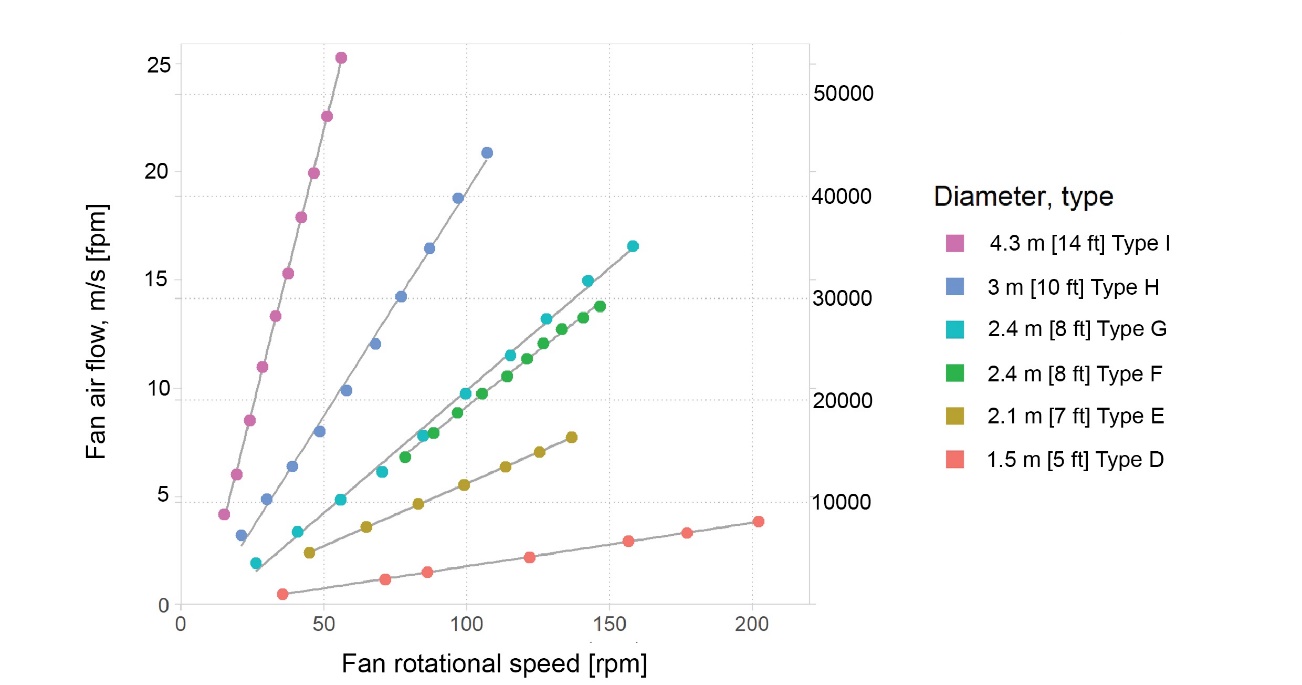 25
20
15
10
5
0
50000
40000
30000
20000
10000
0
50
100
150
200
Fan air flow, m/s [fpm]
Fan rotational speed [rpm]
Diameter, type
4.3 m [14 ft] Type I
3 m [10 ft] Type H
2.4 m [8 ft] Type G
2.4 m [8 ft] Type F
2.1 m [7 ft] Type E
1.5 m [5 ft] Type D